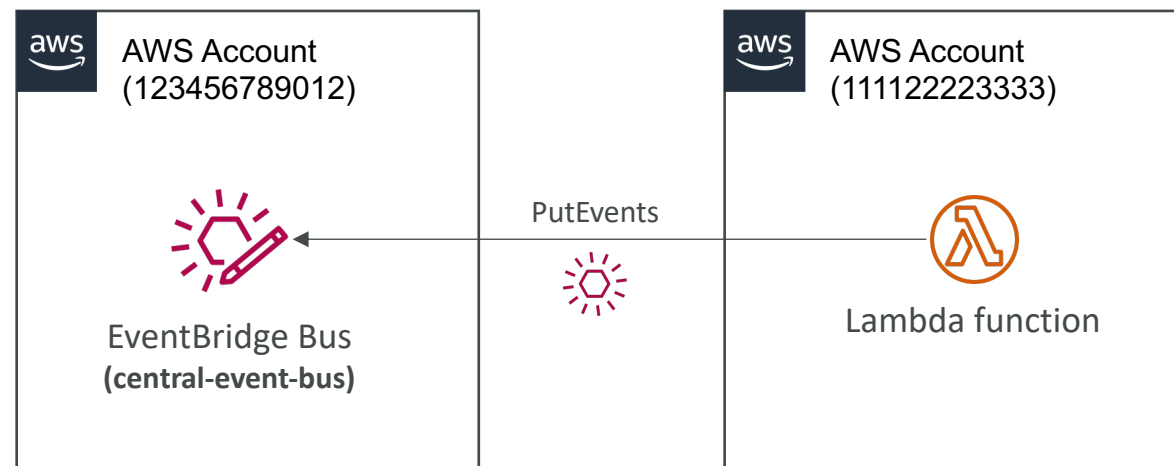 aws
AWS Account
(123456789012)
aws
AWS Account
(111122223333)
PutEvents
EventBridge Bus
(central-event-bus)
Lambda function